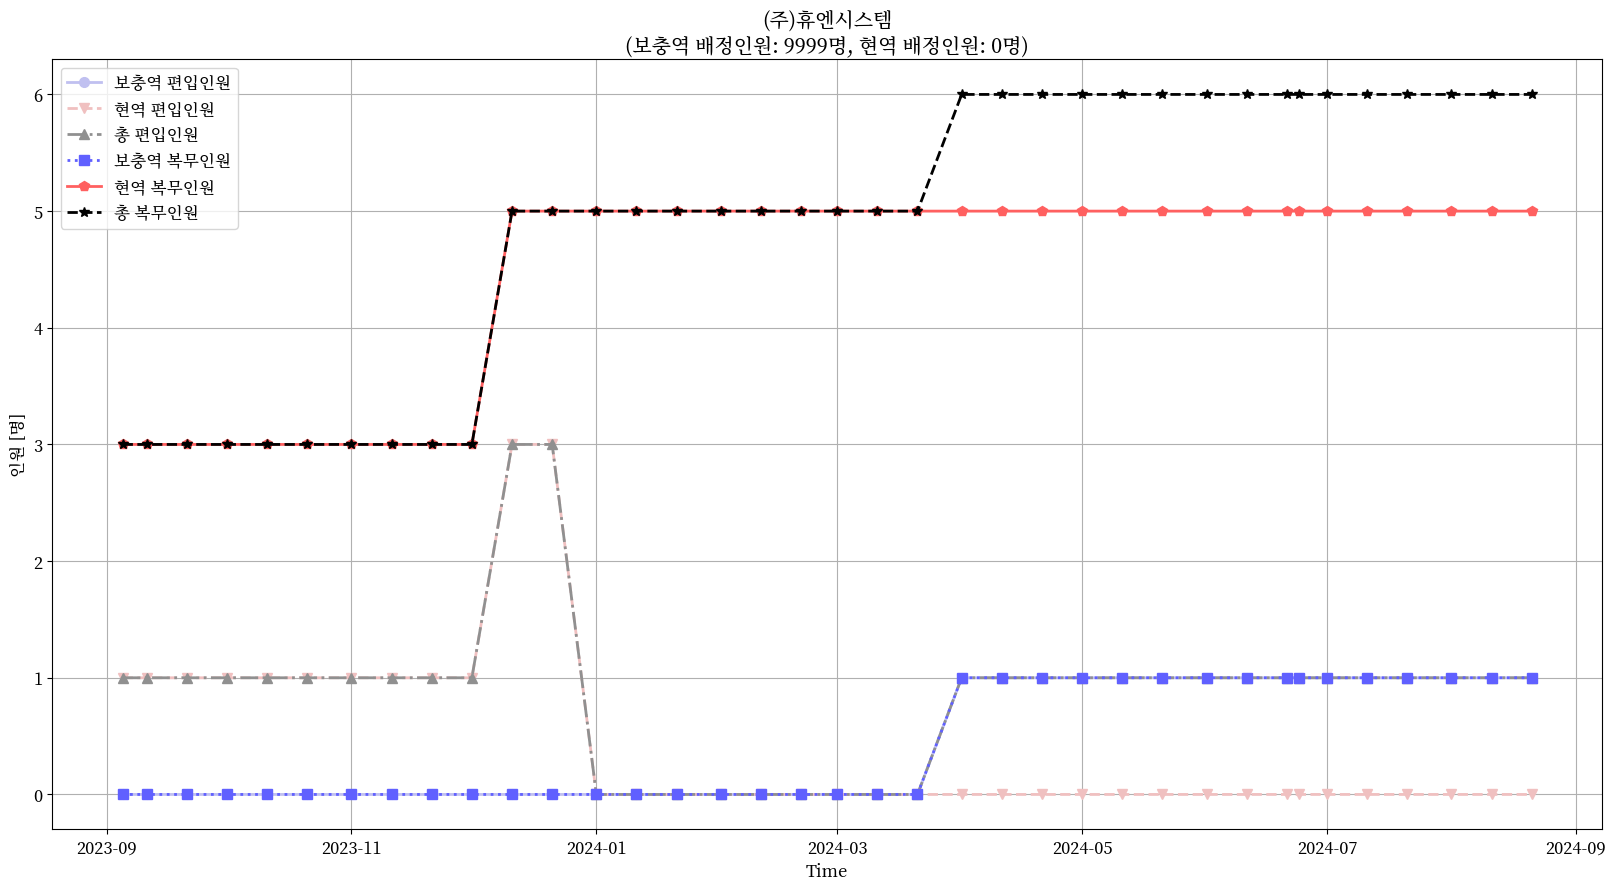 (주)휴엔시스템
(보충역 배정인원: 9999명, 현역 배정인원: 0명)
보충역 편입인원
현역 편입인원
총 편입인원
보충역 복무인원
현역 복무인원
총 복무인원
6
5
4
3
2
1
0
인원 [명]
2023-09
2023-11
2024-01
2024-03
2024-05
2024-07
2024-09
Time